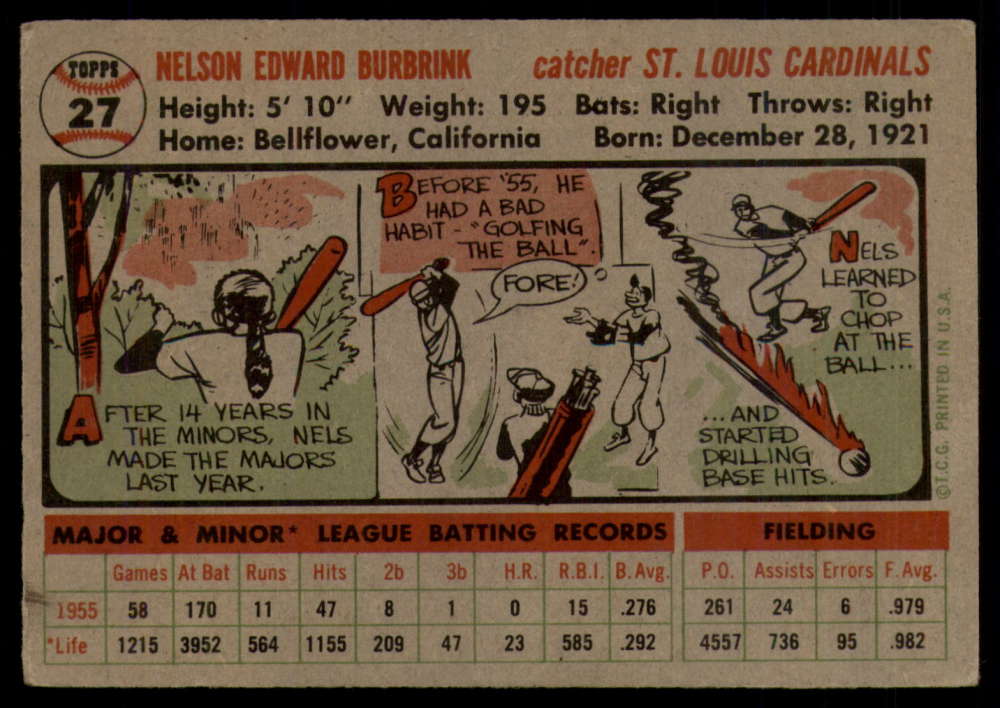 TOPPS
27
NELSON EDWARD BURBRINK catcher ST. LOUIS CARDINALS
Height: 5' 10" Weight: 195 Bats: Right Throws: Right
Home: Bellflower, California Born: December 28, 1921
AFTER 14 YEARS IN
THE MINORS, NELS
MADE THE MAJORS
LAST YEAR.
BEFORE '55, HE
HAD A BAD
HABIT - "GOLFING
THE BALL".
FORE!
NELS
LEARNED
TO
CHOP
AT THE
BALL...
...AND
STARTED
DRILLING
BASE HITS.
©T.C.G. PRINTED IN U.S.A.
MAJOR & MINOR* LEAGUE BATTING RECORDS FIELDING
Games At Bat Runs Hits 2b 3b H.R. R.B.I. B.Avg. P.O. Assists Errors F.Avg.
1955 58 170 11 47 8 1 0 15 .276 261 24 6 .979
*Life 1215 3952 564 1155 209 47 23 585 .292 4557 736 95 .982